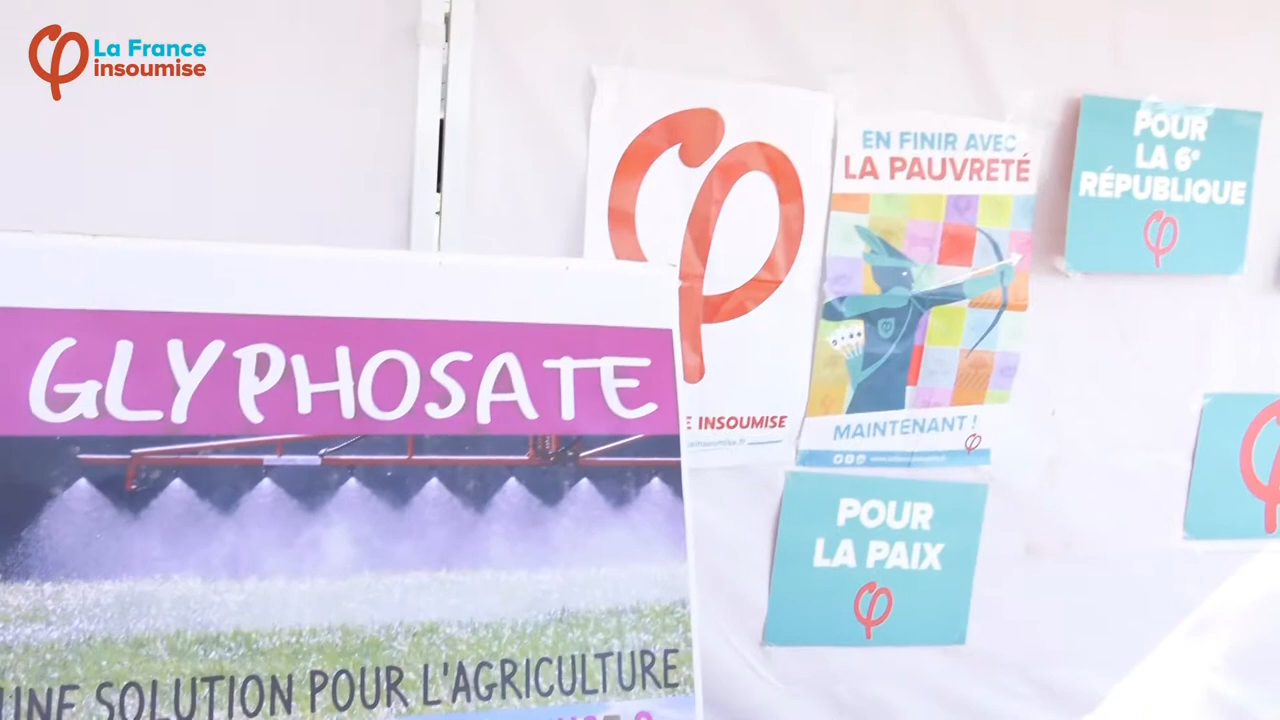 La France
insoumise
GLYPHOSATE
UNE SOLUTION POUR L'AGRICULTURE
INSOUMISE
EN FINIR AVEC
LA PAUVRETÉ
MAINTENANT !
POUR
LA 6e
RÉPUBLIQUE
POUR
LA PAIX